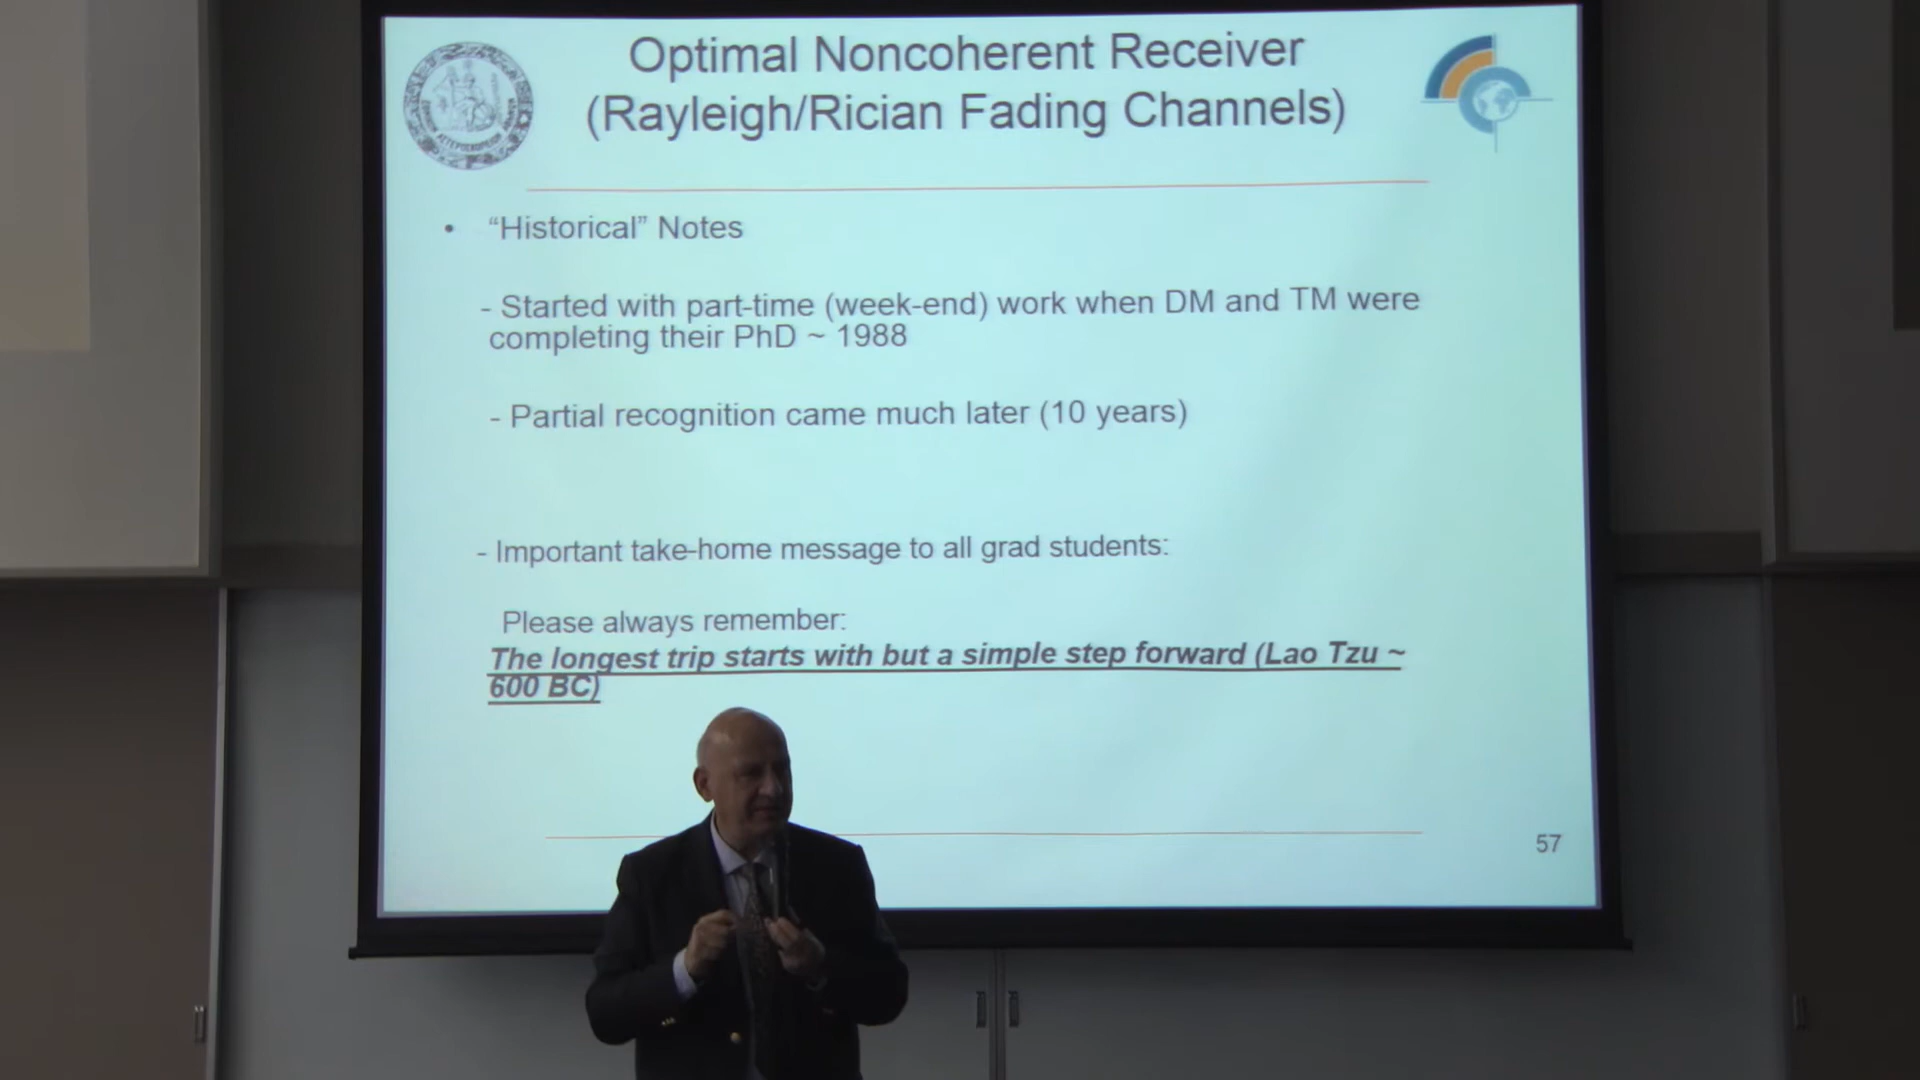 Optimal Noncoherent Receiver
(Rayleigh/Rician Fading Channels)
• “Historical” Notes
- Started with part-time (week-end) work when DM and TM were
completing their PhD ~ 1988
- Partial recognition came much later (10 years)
- Important take-home message to all grad students:
Please always remember:
The longest trip starts with but a simple step forward (Lao Tzu ~
600 BC)
57